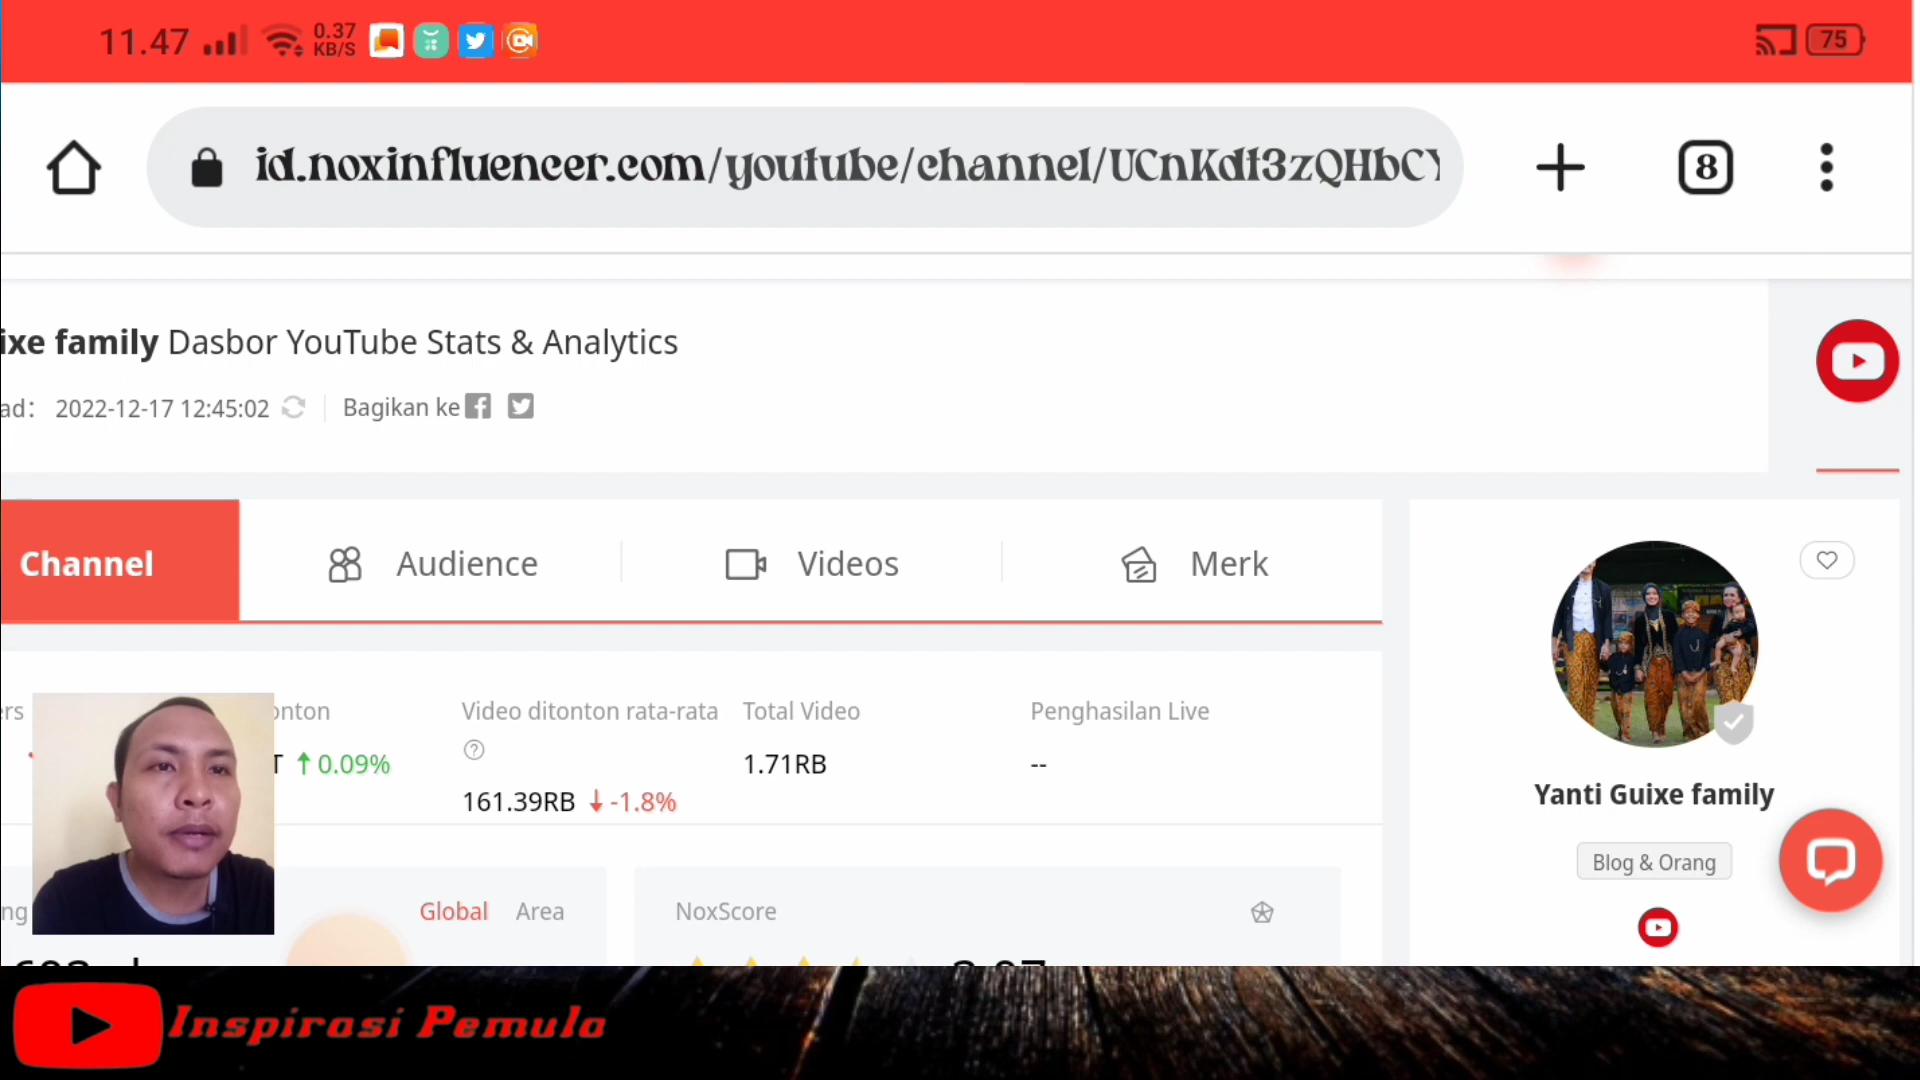 11.47 0.37 KB/S 75
id.noxinfluencer.com/youtube/channel/UCnKdt3zQHbCY
8
ixe family Dasbor YouTube Stats & Analytics
ad: 2022-12-17 12:45:02 Bagikan ke
Channel Audience Videos Merk
ers onton Video ditonton rata-rata Total Video Penghasilan Live
T 0.09% 161.39RB -1.8% 1.71RB --
Yanti Guixe family
Blog & Orang
ng Global Area NoxScore
Inspirasi Pemula